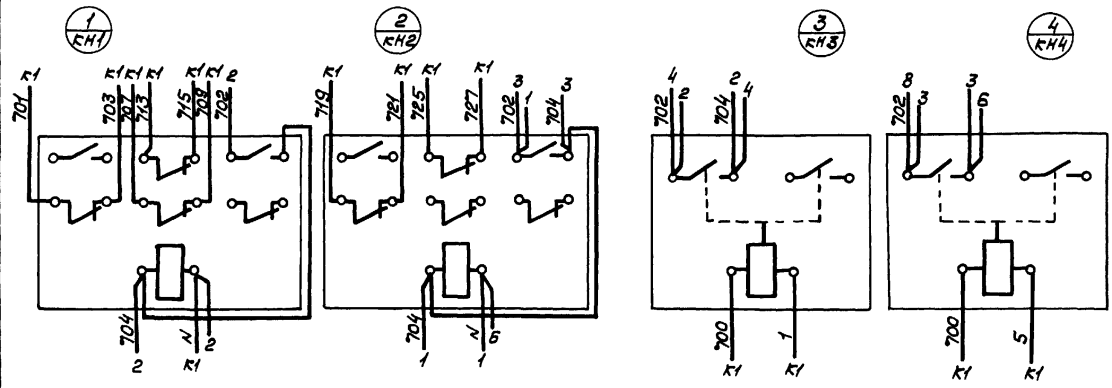 1
КН1
2
КН2
3
КН3
4
КН4
К1 К1 К1 К1 К1 К1 2
701 703 707 713 715 709 702
К1 К1 К1 К1 3 1 3
719 721 725 727 702 704
4 2 2 4
702 704
8 3 3 6
702
704 N 2
2 К1
704 N 6
1 1
700 1
К1 К1
700 5
К1 К1